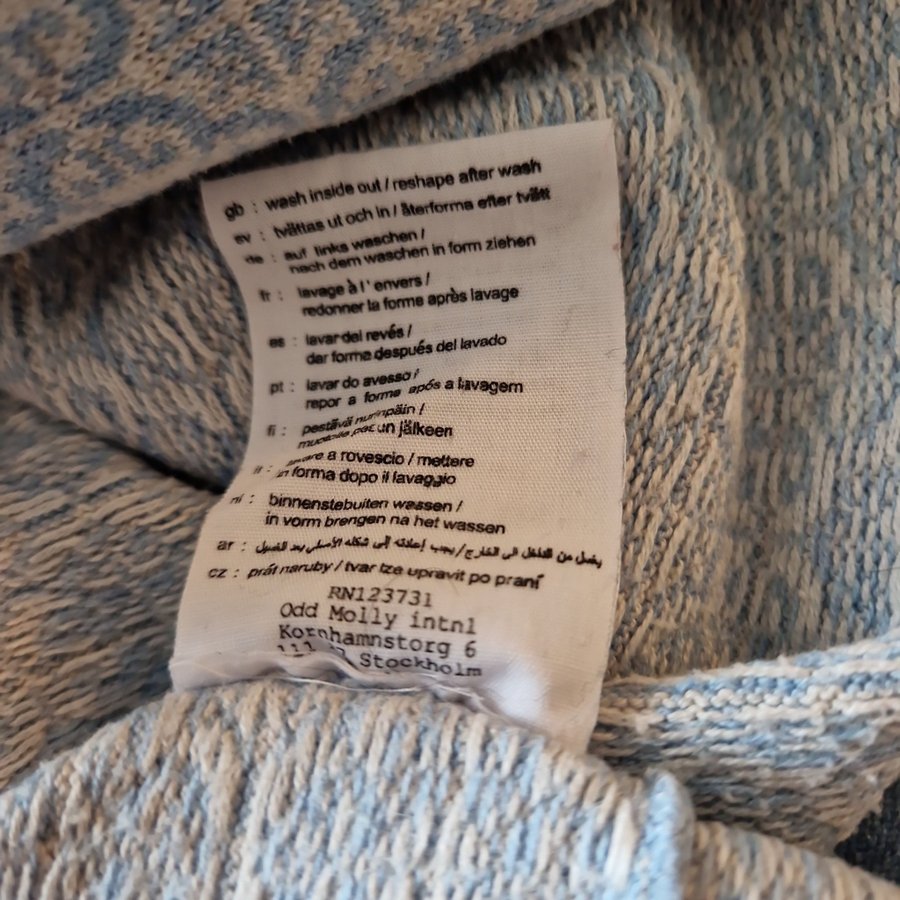 gb : wash inside out / reshape after wash
sv : tvättas ut och in / återforma efter tvätt
de : auf links waschen /
nach dem waschen in form ziehen
fr : lavage à l' envers /
redonner la forme après lavage
es : lavar del revés /
dar forma después del lavado
pt : lavar do avesso /
repor a forma após a lavagem
fi : pestävä nurinpäin /
jälkeen
it : lavare a rovescio / mettere
in forma dopo il lavaggio
nl : binnenstebuiten wassen /
in vorm brengen na het wassen
ar : يغسل من الداخل الى الخارج / يجب إعادته إلى شكله الأصلي بعد الغسيل
cz : prát naruby / tvar lze upravit po praní
RN123731
Odd Molly intnl
Kornhamnstorg 6
Stockholm